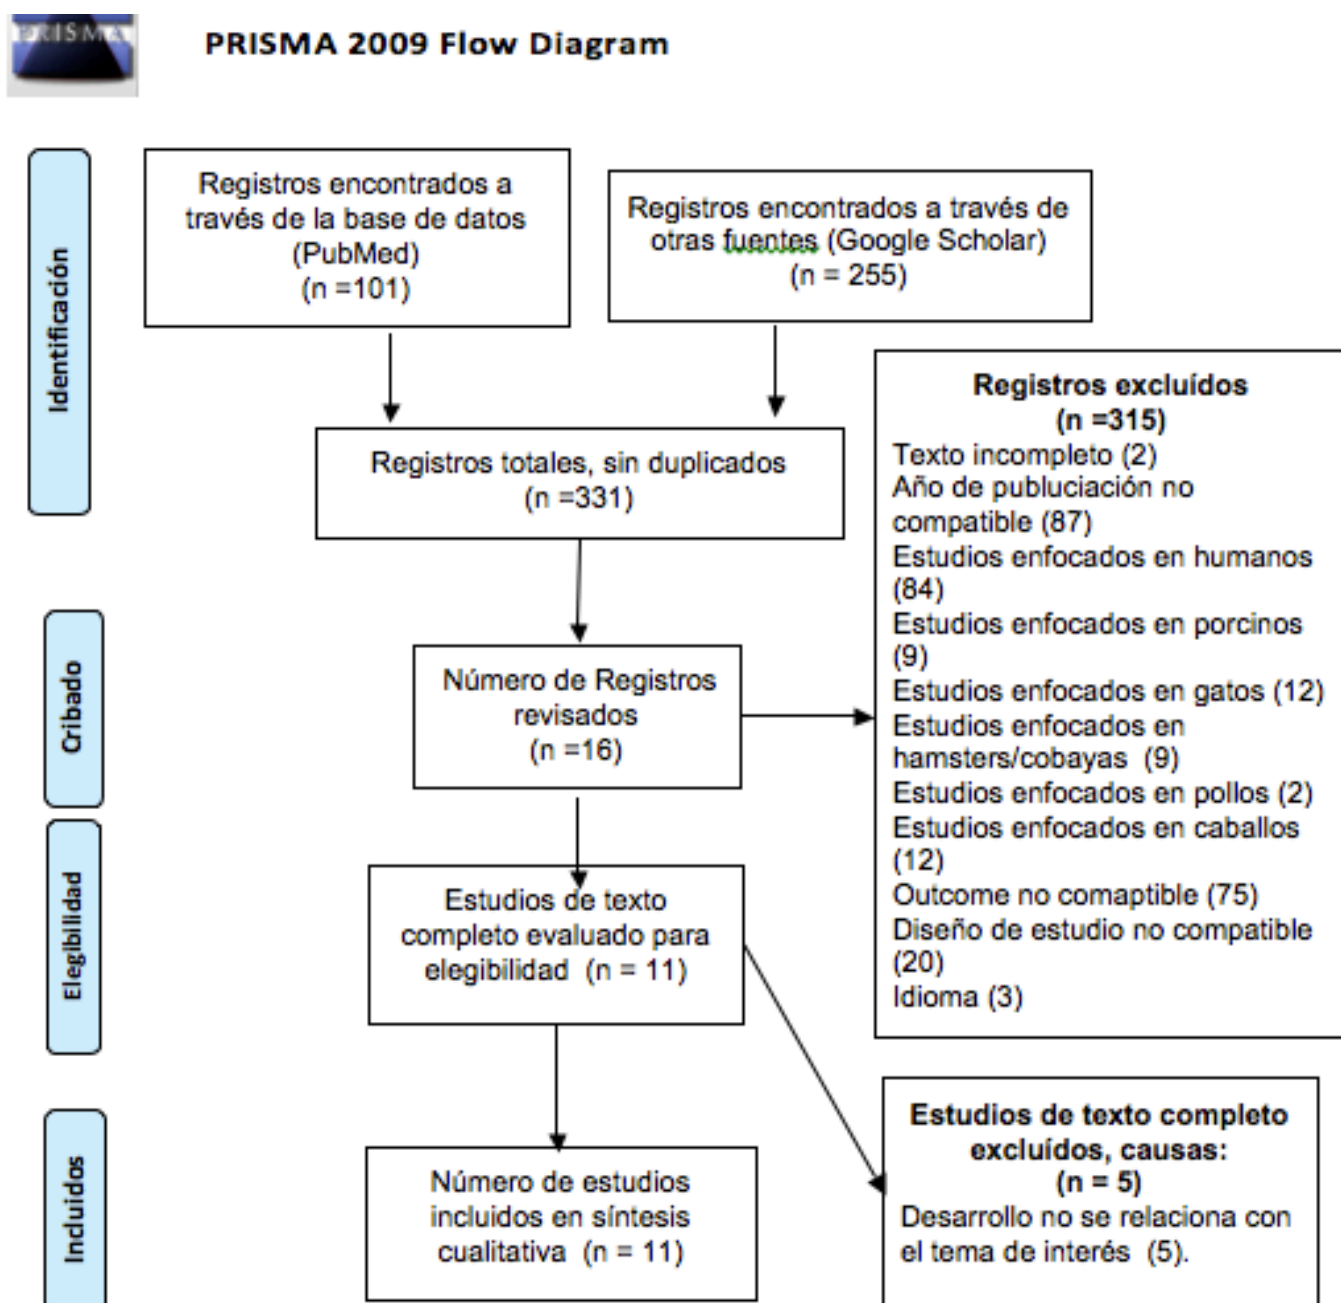 PRISMA
PRISMA 2009 Flow Diagram
Identificación
Registros encontrados a
través de la base de datos
(PubMed)
(n =101)
Registros encontrados a través de
otras fuentes (Google Scholar)
(n = 255)
Registros totales, sin duplicados
(n =331)
Registros excluídos
(n =315)
Texto incompleto (2)
Año de publuciación no
compatible (87)
Estudios enfocados en humanos
(84)
Estudios enfocados en porcinos
(9)
Estudios enfocados en gatos (12)
Estudios enfocados en
hamsters/cobayas (9)
Estudios enfocados en pollos (2)
Estudios enfocados en caballos
(12)
Outcome no comaptible (75)
Diseño de estudio no compatible
(20)
Idioma (3)
Cribado
Número de Registros
revisados
(n =16)
Elegibilidad
Estudios de texto
completo evaluado para
elegibilidad (n = 11)
Estudios de texto completo
excluídos, causas:
(n = 5)
Desarrollo no se relaciona con
el tema de interés (5).
Incluidos
Número de estudios
incluidos en síntesis
cualitativa (n = 11)